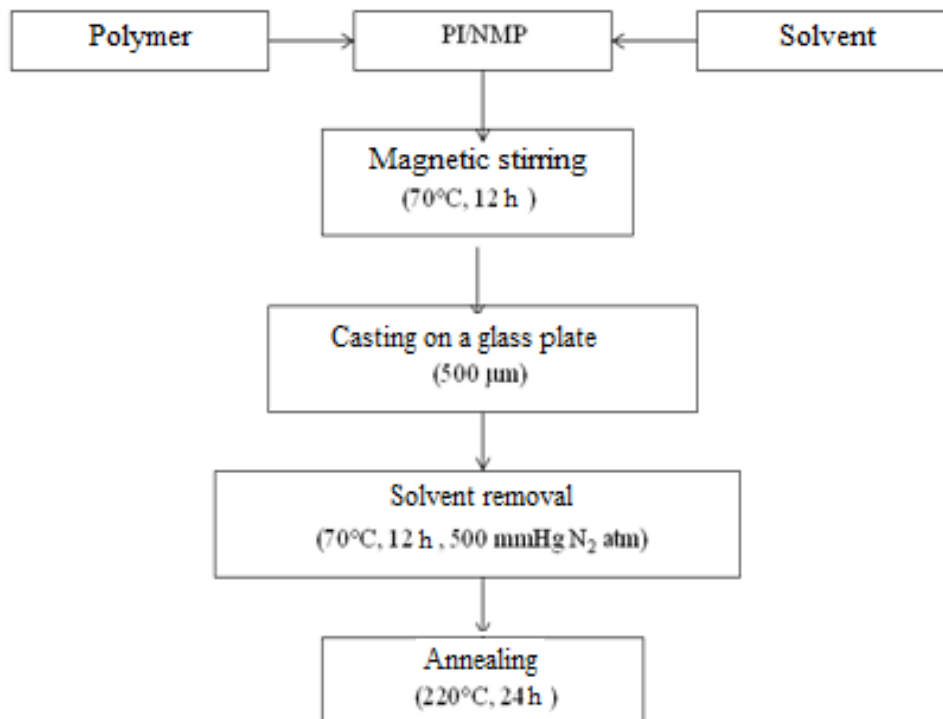 Polymer
PI/NMP
Solvent
Magnetic stirring
(70°C, 12 h )
Casting on a glass plate
(500 µm)
Solvent removal
(70°C, 12 h , 500 mmHg N₂ atm)
Annealing
(220°C, 24 h )